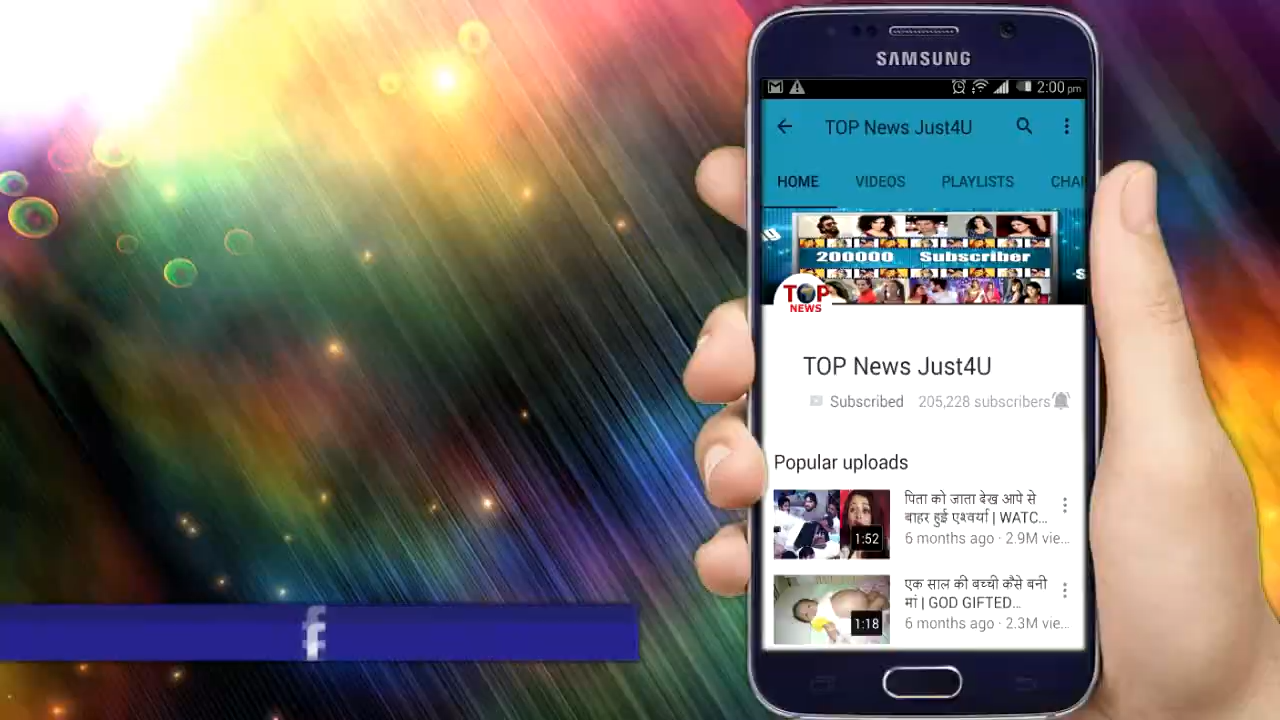 SAMSUNG
2:00 pm
TOP News Just4U
HOME VIDEOS PLAYLISTS CHA
200000 Subscriber
TOP
NEWS
TOP News Just4U
Subscribed 205,228 subscribers
Popular uploads
पिता को जाता देख आपे से
बाहर हुई एश्वर्या | WATC...
6 months ago · 2.9M vie...
1:52
एक साल की बच्ची कैसे बनी
मां | GOD GIFTED...
6 months ago · 2.3M vie...
1:18
f